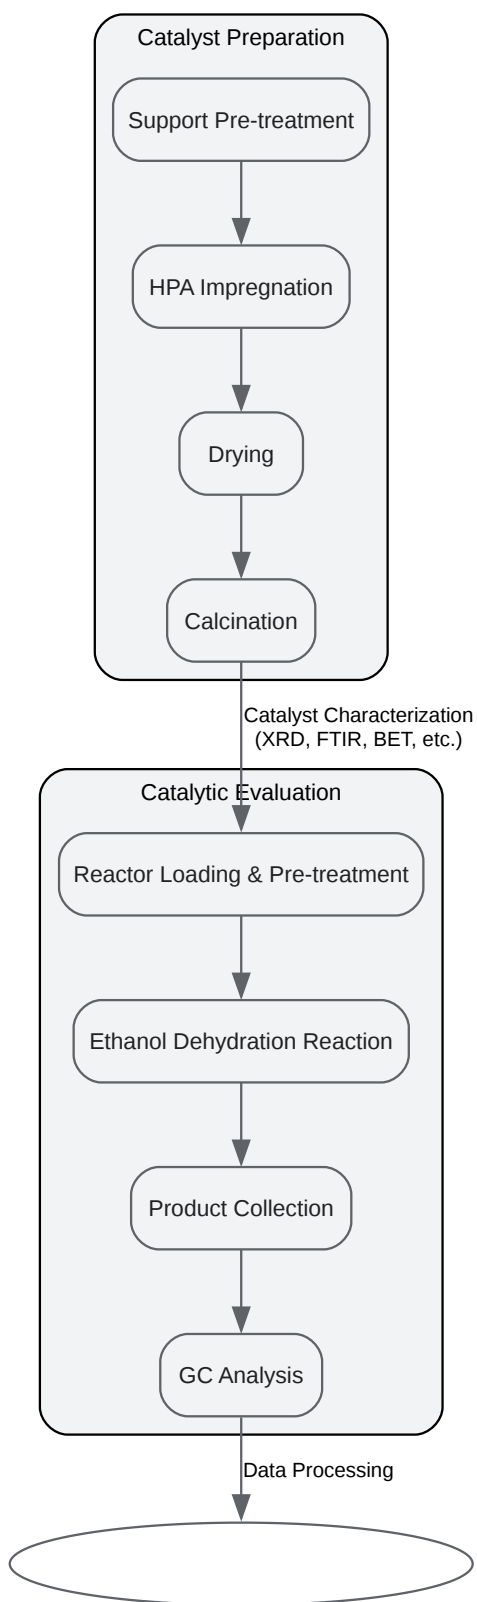 Catalyst Preparation
Support Pre-treatment
HPA Impregnation
Drying
Calcination
Catalyst Characterization
(XRD, FTIR, BET, etc.)
Catalytic Evaluation
Reactor Loading & Pre-treatment
Ethanol Dehydration Reaction
Product Collection
GC Analysis
Data Processing